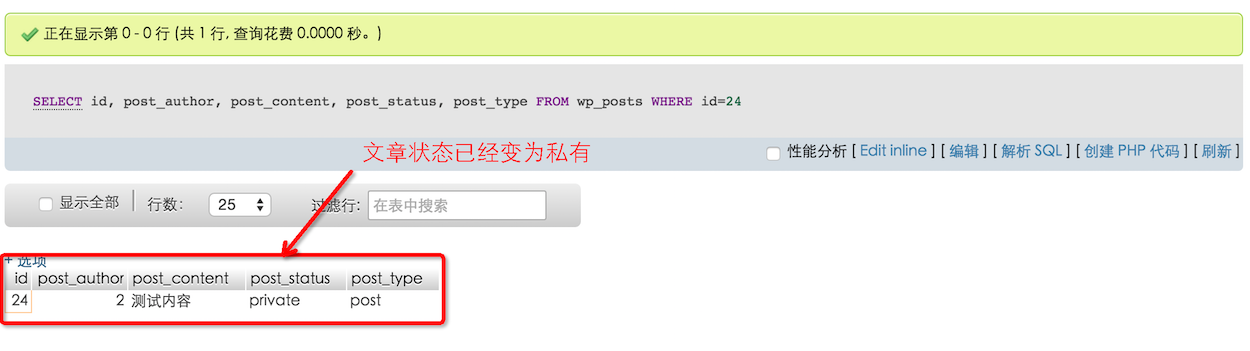 正在显示第 0 - 0 行 (共 1 行, 查询花费 0.0000 秒。)
SELECT id, post_author, post_content, post_status, post_type FROM wp_posts WHERE id=24
文章状态已经变为私有
性能分析 [ Edit inline ] [ 编辑 ] [ 解析 SQL ] [ 创建 PHP 代码 ] [ 刷新 ]
显示全部 行数: 25 过滤行: 在表中搜索
+ 选项
id post_author post_content post_status post_type
24 2 测试内容 private post